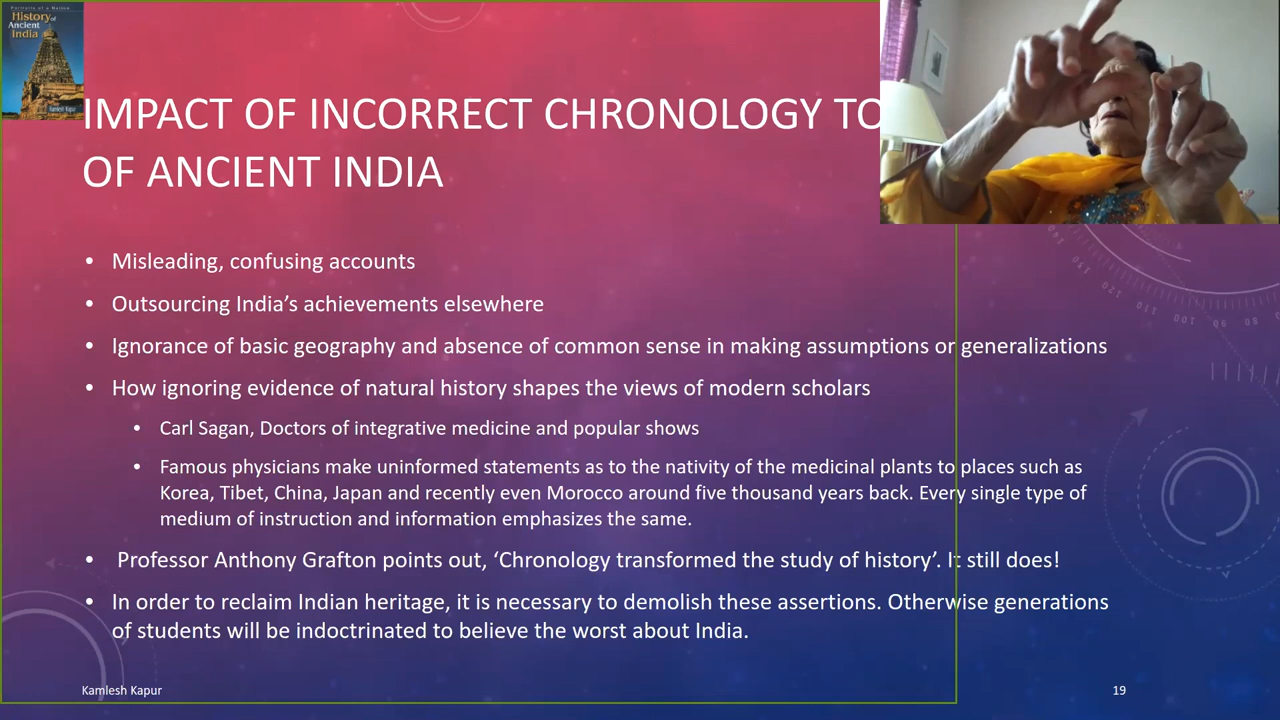 Portraits of a Nation
History of
Ancient
India
Kamlesh Kapur
IMPACT OF INCORRECT CHRONOLOGY TO
OF ANCIENT INDIA
• Misleading, confusing accounts
• Outsourcing India’s achievements elsewhere
• Ignorance of basic geography and absence of common sense in making assumptions or generalizations
• How ignoring evidence of natural history shapes the views of modern scholars
• Carl Sagan, Doctors of integrative medicine and popular shows
• Famous physicians make uninformed statements as to the nativity of the medicinal plants to places such as
Korea, Tibet, China, Japan and recently even Morocco around five thousand years back. Every single type of
medium of instruction and information emphasizes the same.
• Professor Anthony Grafton points out, ‘Chronology transformed the study of history’. It still does!
• In order to reclaim Indian heritage, it is necessary to demolish these assertions. Otherwise generations
of students will be indoctrinated to believe the worst about India.
Kamlesh Kapur
19